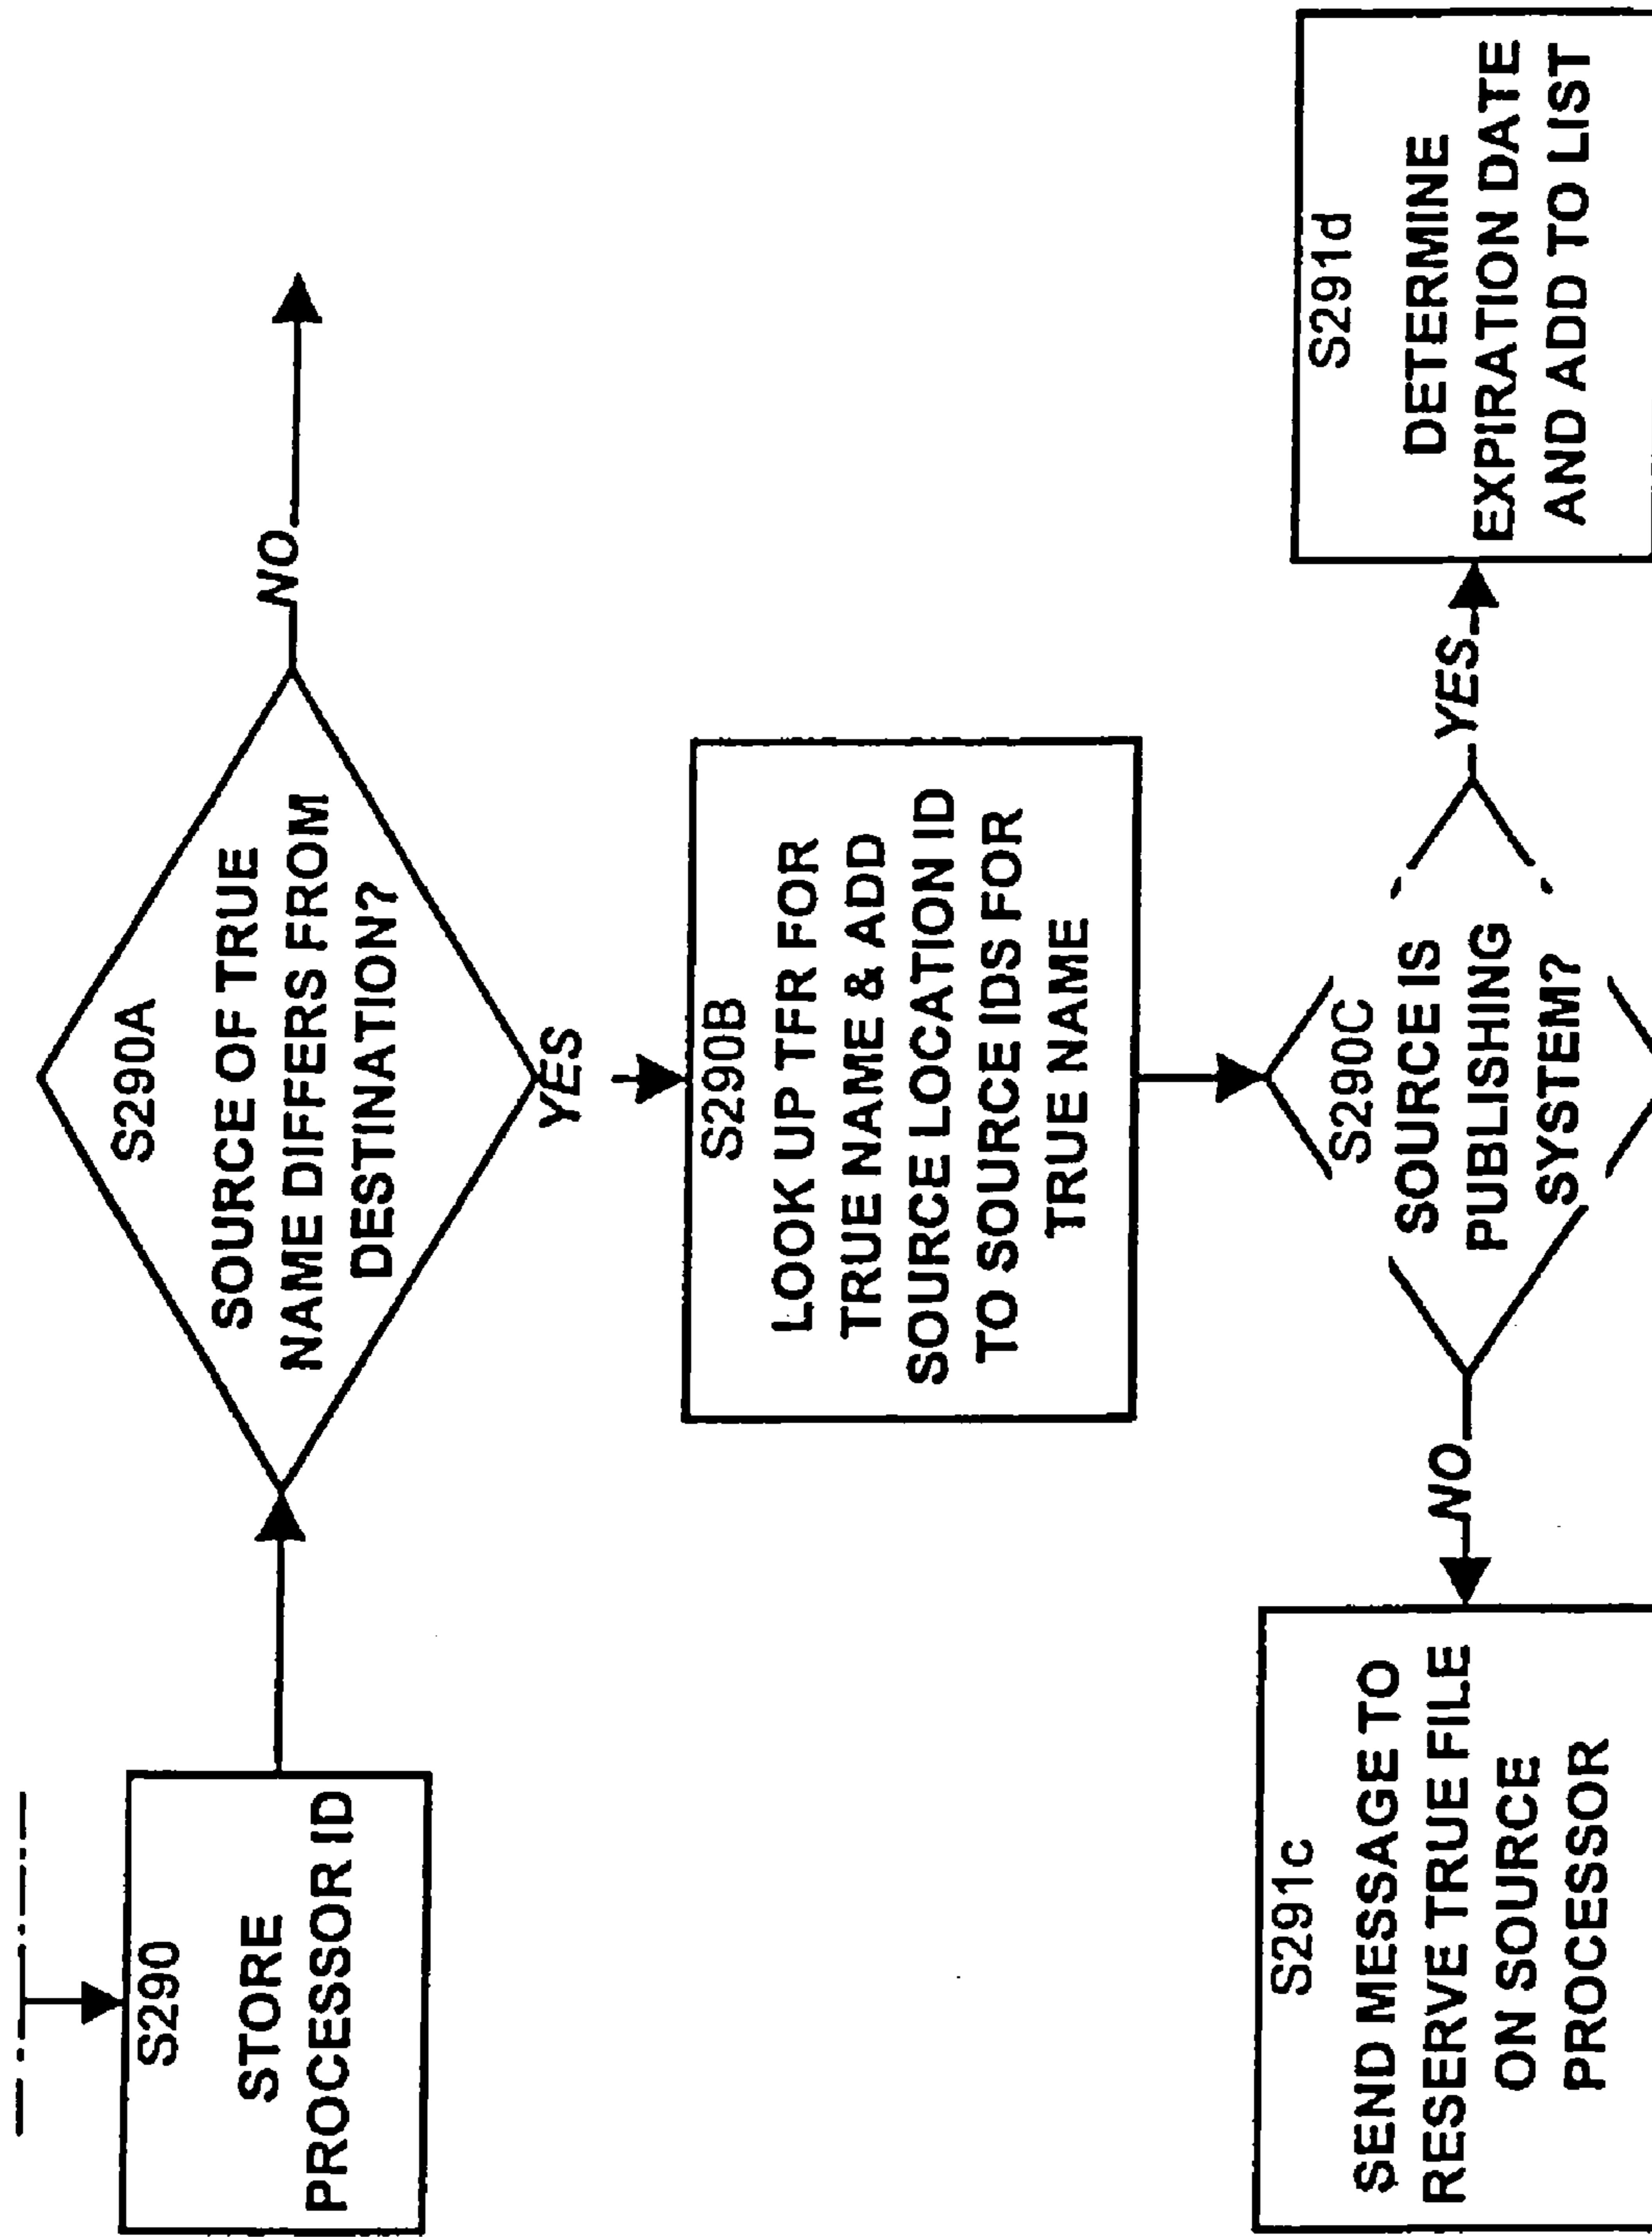 S290
STORE
PROCESSOR ID
S290A
SOURCE OF TRUE
NAME DIFFERS FROM
DESTINATION?
NO
YES
S290B
LOOK UP TFR FOR
TRUE NAME & ADD
SOURCE LOCATION ID
TO SOURCE IDS FOR
TRUE NAME
S290C
SOURCE IS
PUBLISHING
SYSTEM?
NO
YES
S291c
SEND MESSAGE TO
RESERVE TRUE FILE
ON SOURCE
PROCESSOR
S291d
DETERMINE
EXPIRATION DATE
AND ADD TO LIST